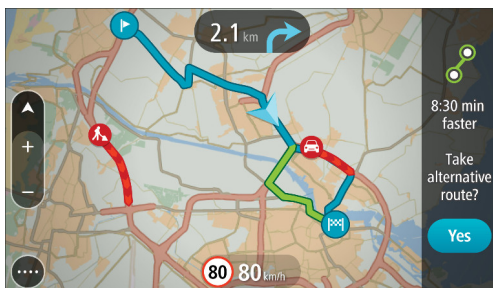 2.1 km
8:30 min
faster
Take
alternative
route?
Yes
80 80 km/h